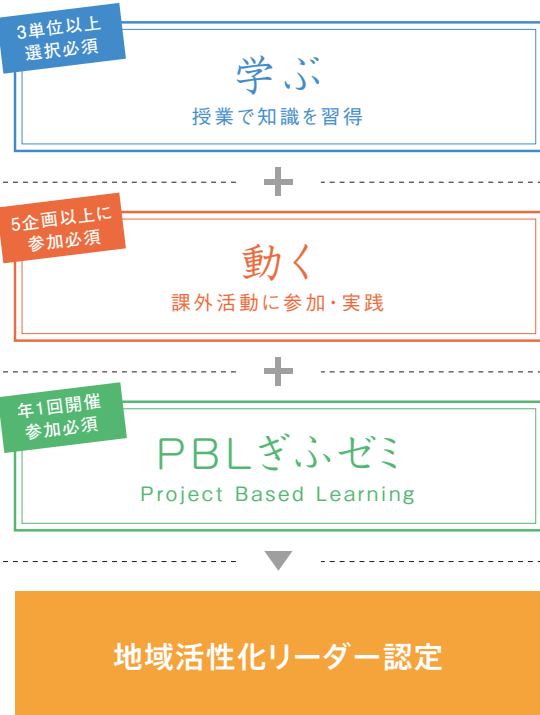 3単位以上
選択必須
学ぶ
授業で知識を習得
5企画以上に
参加必須
動く
課外活動に参加・実践
年1回開催
参加必須
PBLぎふゼミ
Project Based Learning
地域活性化リーダー認定